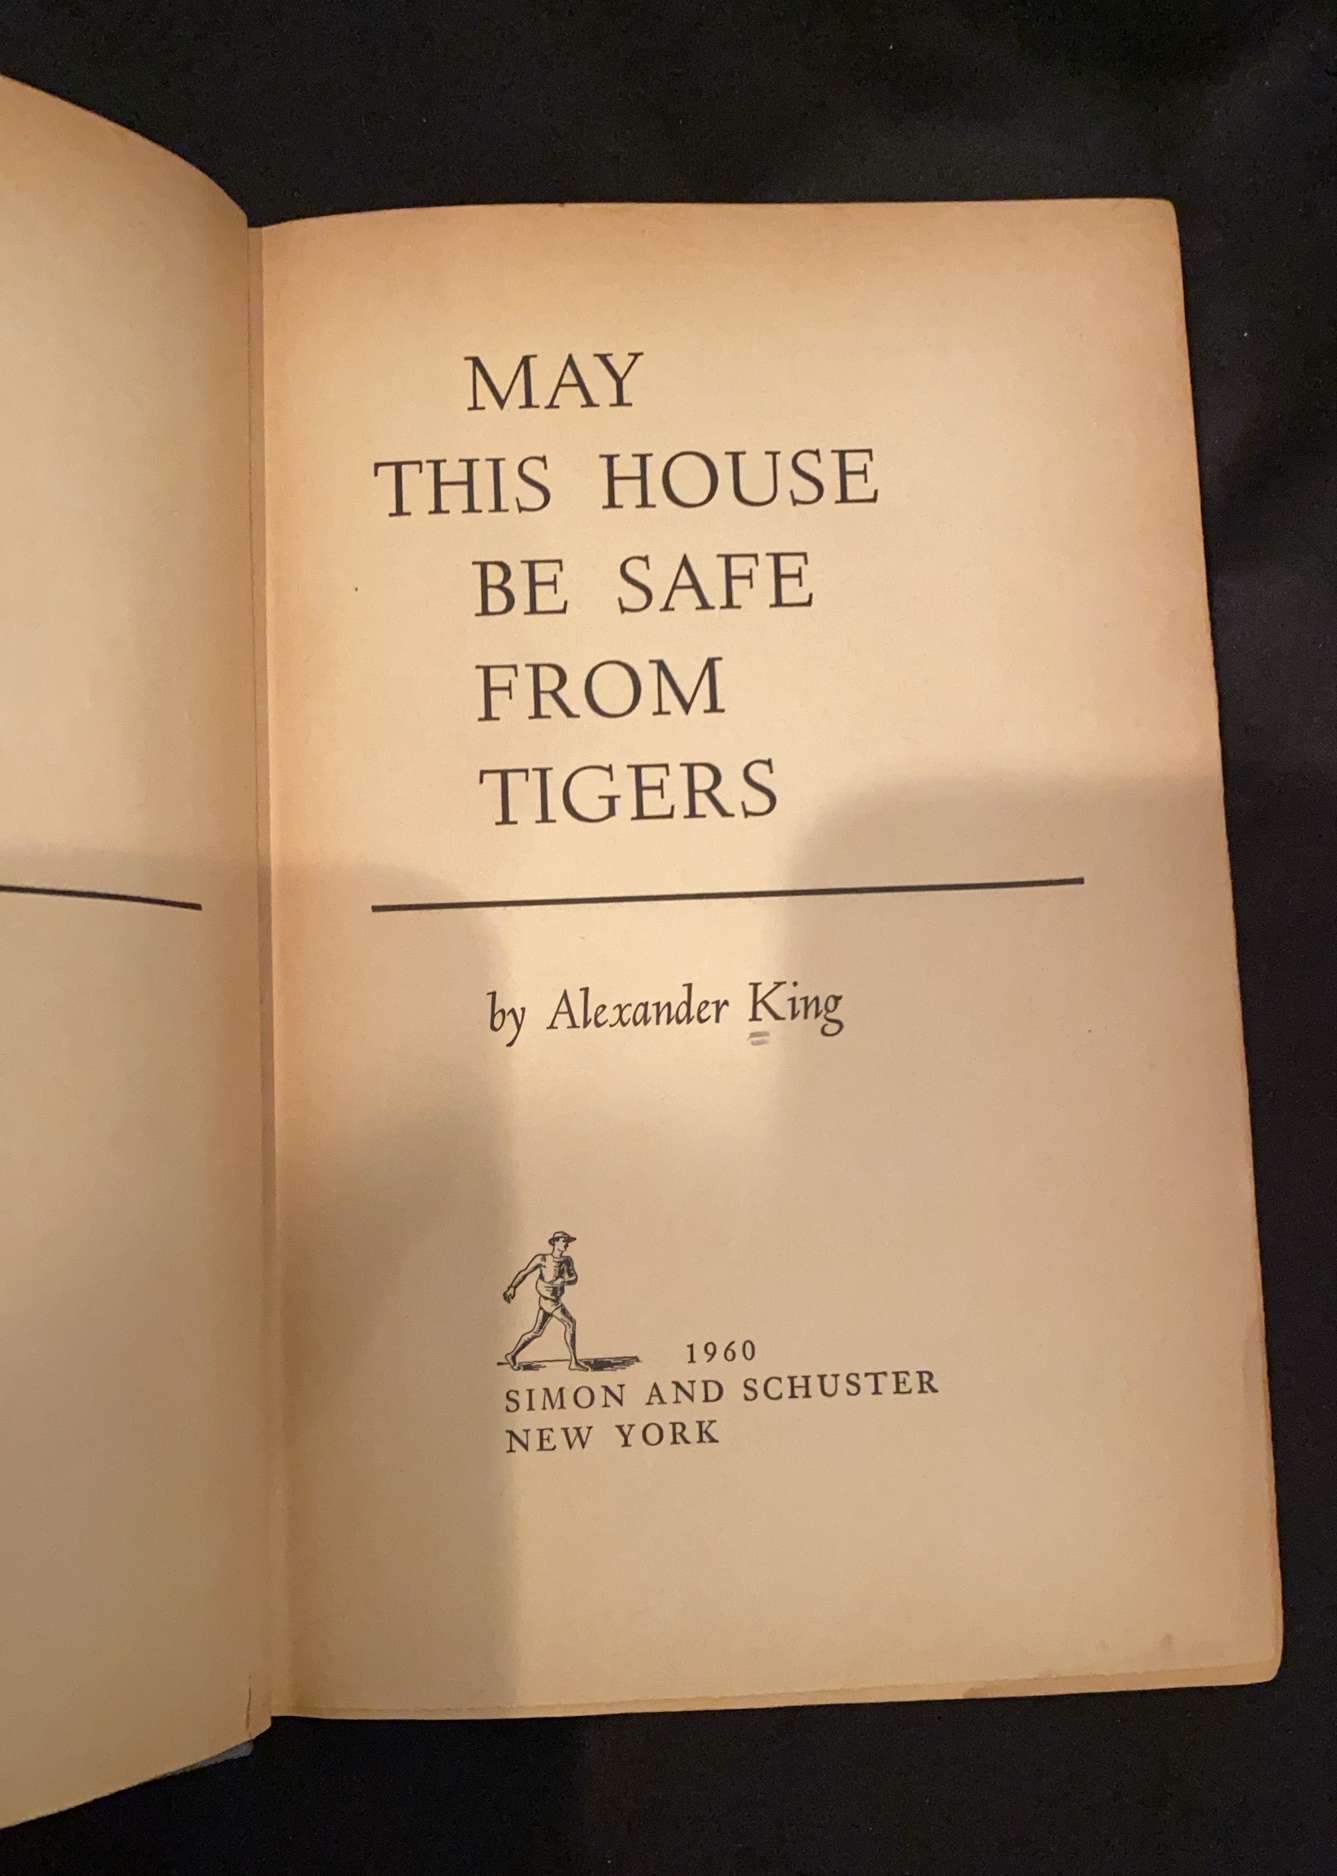 MAY
THIS HOUSE
BE SAFE
FROM
TIGERS
by Alexander King
1960
SIMON AND SCHUSTER
NEW YORK